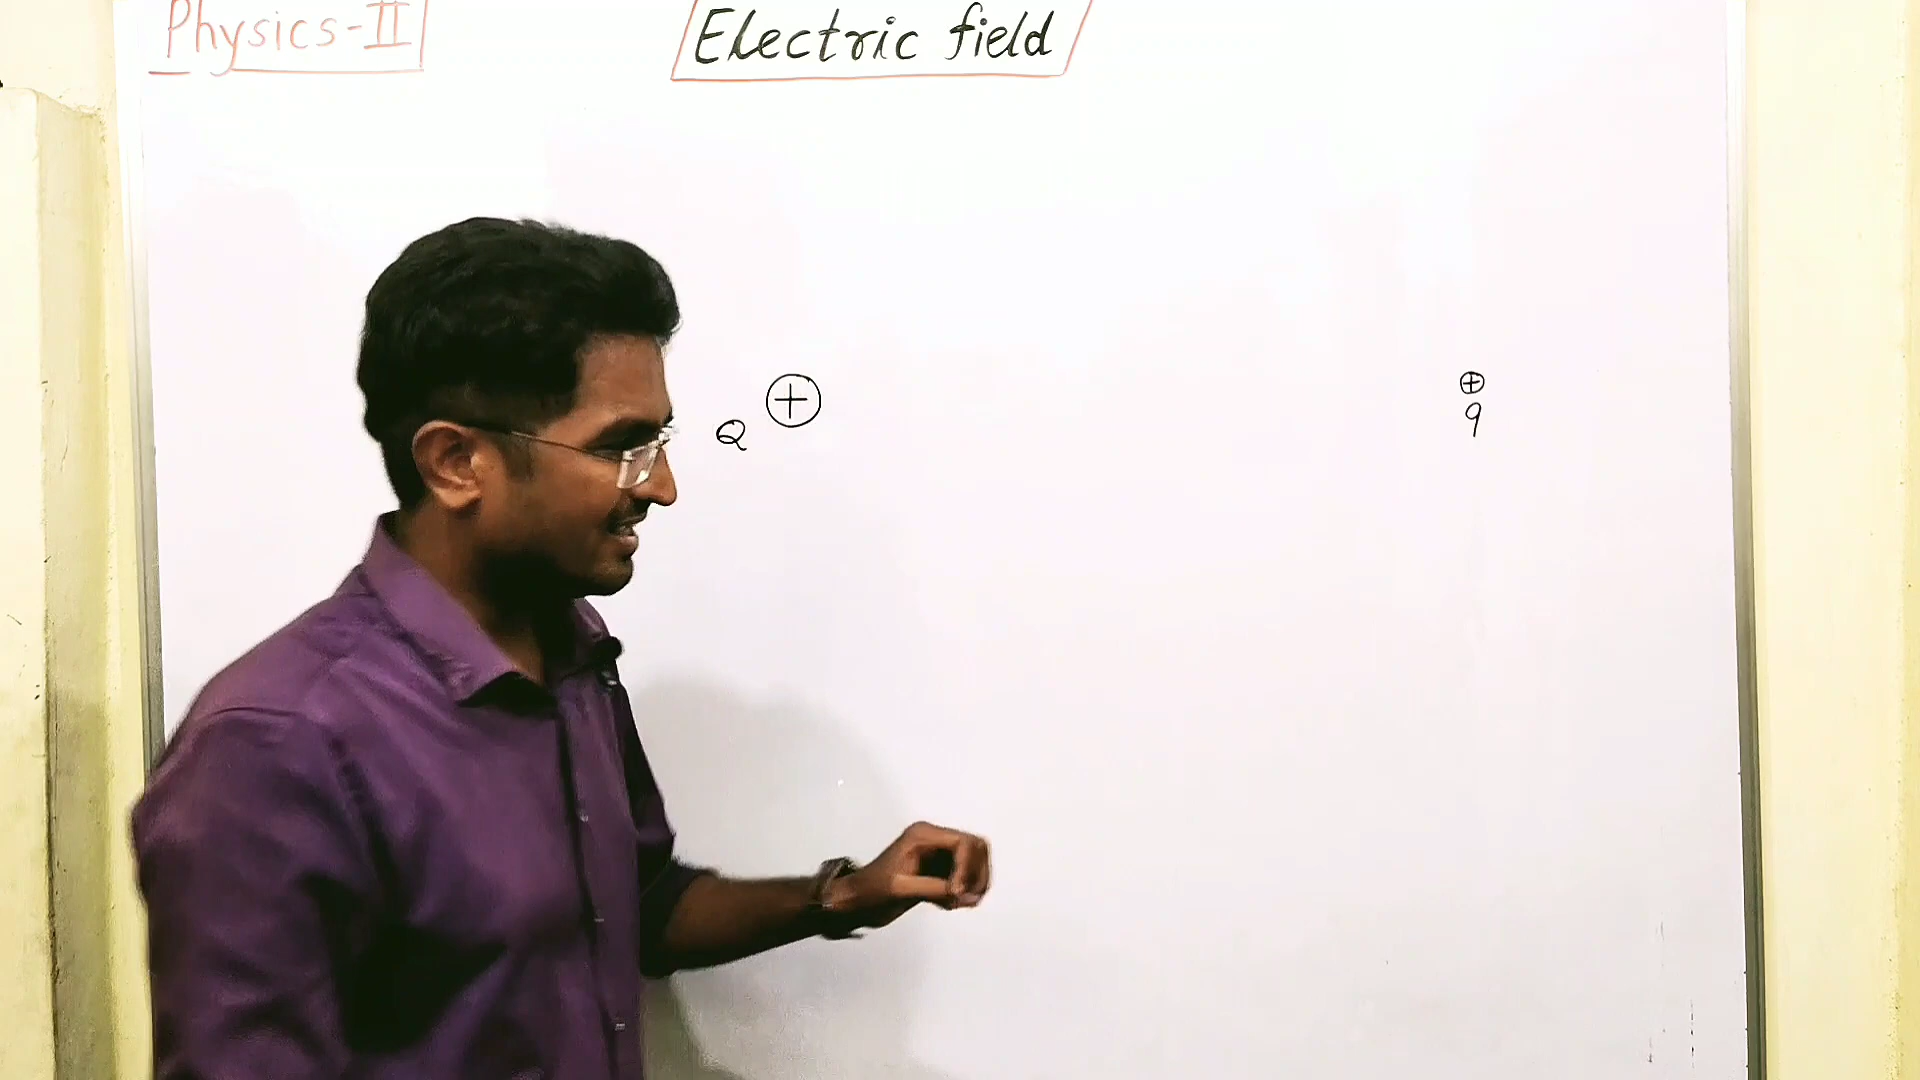 Physics-II
Electric field
+
Q
+
q